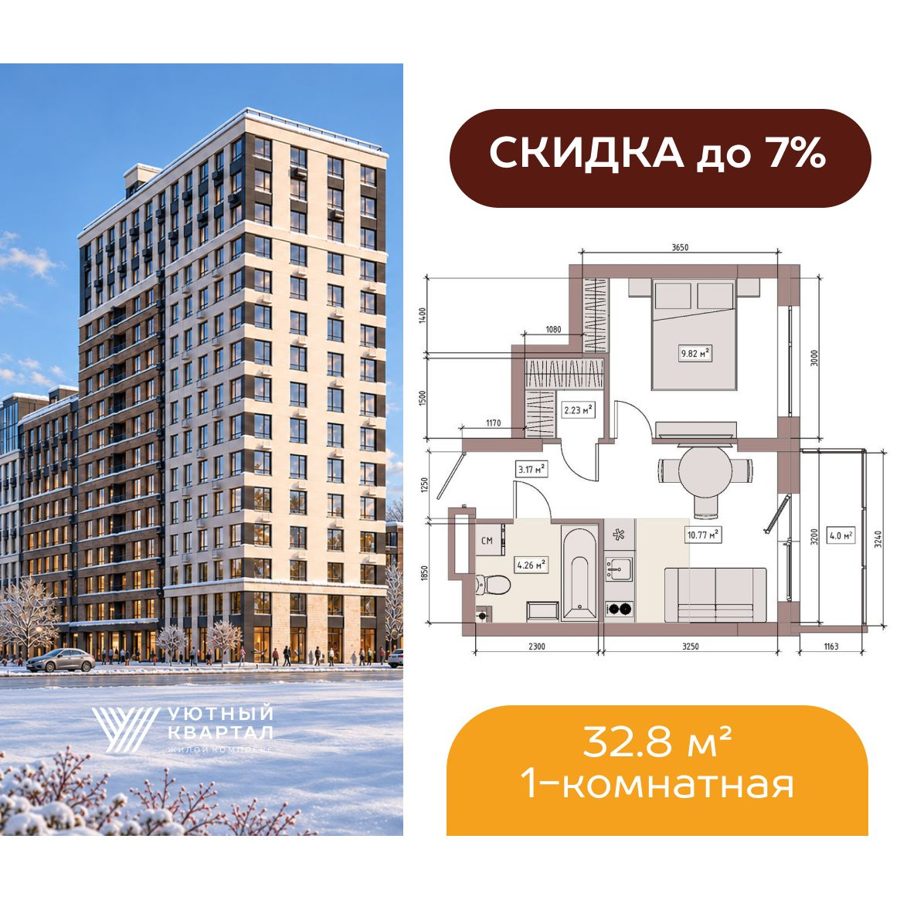 СКИДКА до 7%
3650
1400
1080
9.82 м²
3000
1500
2.23 м²
1170
3.17 м²
1250
СМ
10.77 м²
3200
4.0 м²
3240
4.26 м²
1850
2300
3250
1163
УЮТНЫЙ
КВАРТАЛ
ЖИЛОЙ КОМПЛЕКС
32.8 м²
1-комнатная